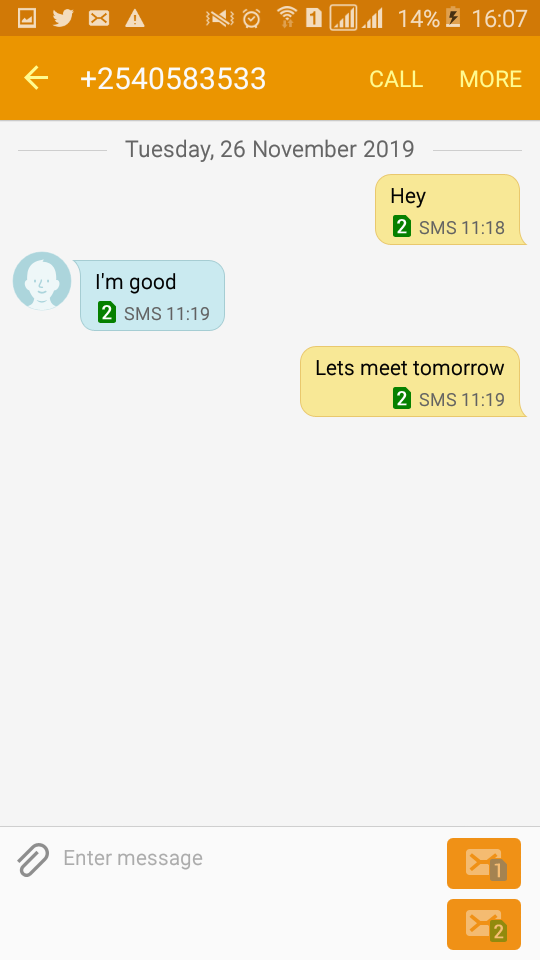 1 14% 16:07
+2540583533 CALL MORE
Tuesday, 26 November 2019
Hey
2 SMS 11:18
I'm good
2 SMS 11:19
Lets meet tomorrow
2 SMS 11:19
Enter message
1
2